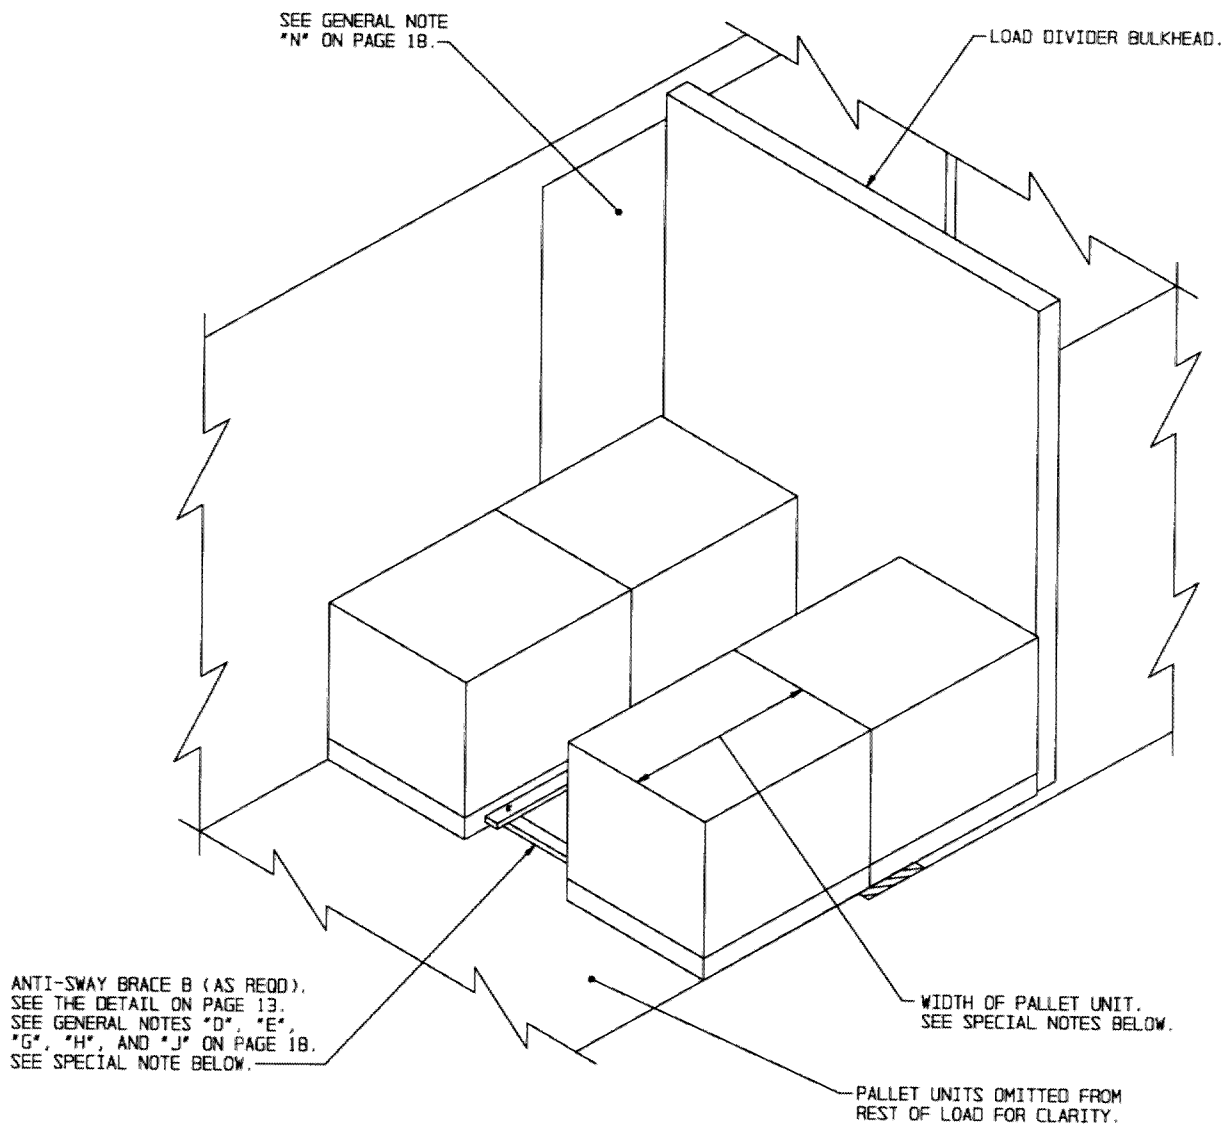 SEE GENERAL NOTE
"N" ON PAGE 18.
LOAD DIVIDER BULKHEAD.
ANTI-SWAY BRACE B (AS REQD).
SEE THE DETAIL ON PAGE 13.
SEE GENERAL NOTES "D", "E",
"G", "H", AND "J" ON PAGE 18.
SEE SPECIAL NOTE BELOW.
WIDTH OF PALLET UNIT.
SEE SPECIAL NOTES BELOW.
PALLET UNITS OMITTED FROM
REST OF LOAD FOR CLARITY.